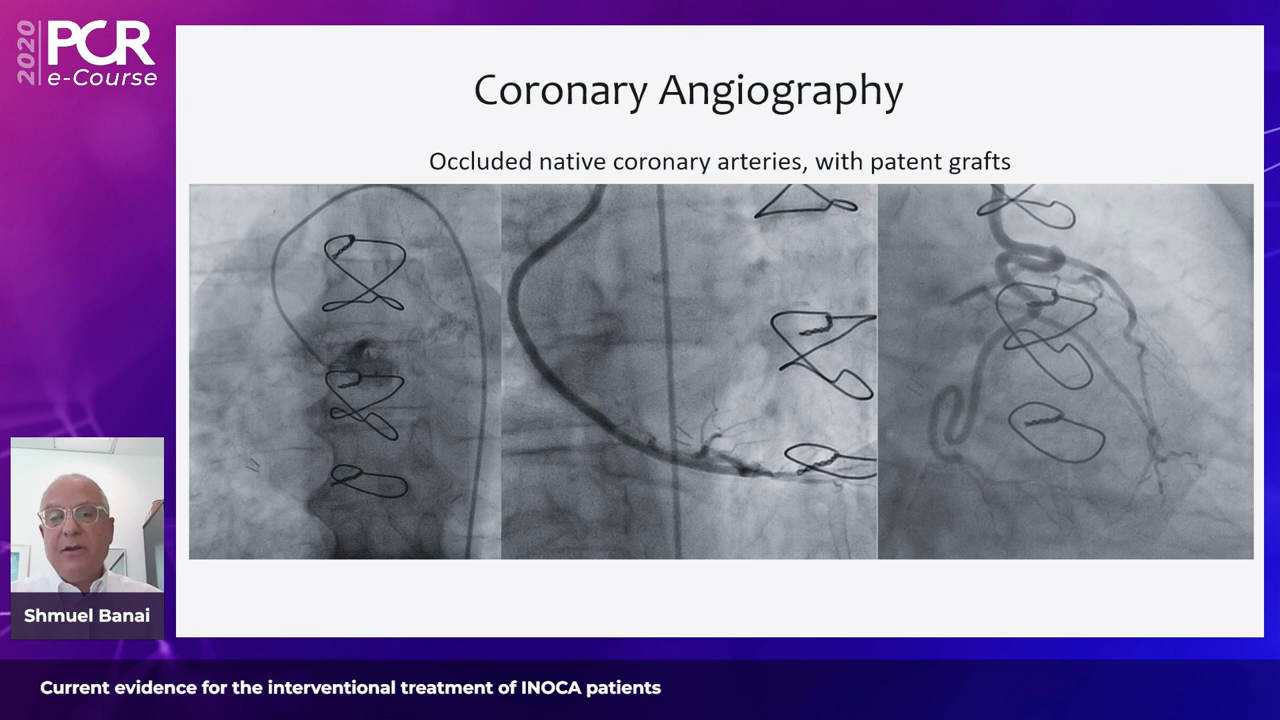 2020
PCR
e-Course
Coronary Angiography
Occluded native coronary arteries, with patent grafts
Shmuel Banai
Current evidence for the interventional treatment of INOCA patients